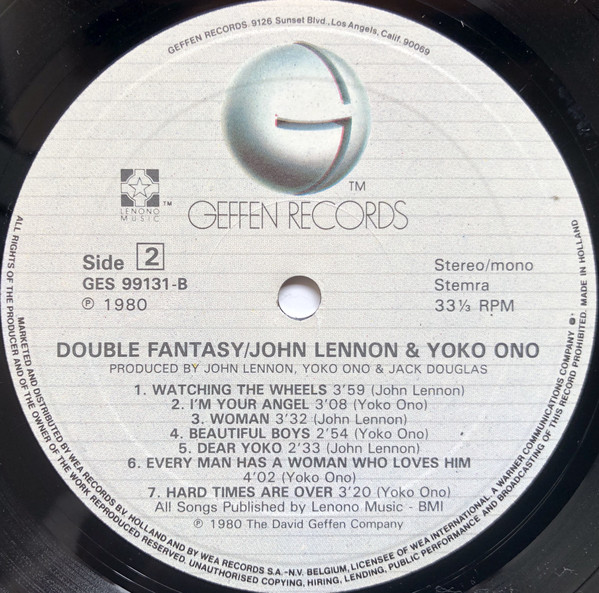 GEFFEN RECORDS. 9126 Sunset Blvd., Los Angeles, Calif. 90069
TM
LENONO
MUSIC
TM
GEFFEN RECORDS
Side 2
GES 99131-B
℗ 1980
Stereo/mono
Stemra
33⅓ RPM
DOUBLE FANTASY/JOHN LENNON & YOKO ONO
PRODUCED BY JOHN LENNON, YOKO ONO & JACK DOUGLAS
1. WATCHING THE WHEELS 3'59 (John Lennon)
2. I'M YOUR ANGEL 3'08 (Yoko Ono)
3. WOMAN 3'32 (John Lennon)
4. BEAUTIFUL BOYS 2'54 (Yoko Ono)
5. DEAR YOKO 2'33 (John Lennon)
6. EVERY MAN HAS A WOMAN WHO LOVES HIM
4'02 (Yoko Ono)
7. HARD TIMES ARE OVER 3'20 (Yoko Ono)
All Songs Published by Lenono Music - BMI
℗ 1980 The David Geffen Company
MARKETED AND DISTRIBUTED BY WEA RECORDS B.V. HOLLAND AND BY WEA RECORDS S.A.-N.V. BELGIUM, LICENSEE OF WEA INTERNATIONAL, A WARNER COMMUNICATIONS COMPANY
ALL RIGHTS OF THE PRODUCER AND OF THE OWNER OF THE WORK REPRODUCED RESERVED. UNAUTHORISED COPYING, HIRING, LENDING, PUBLIC PERFORMANCE AND BROADCASTING OF THIS RECORD PROHIBITED. MADE IN HOLLAND